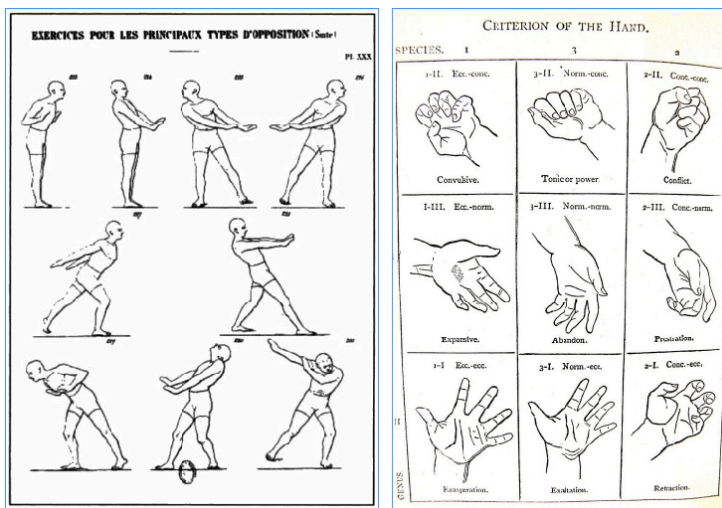 EXERCICES POUR LES PRINCIPAUX TYPES D'OPPOSITION (Suite)
Pl. XXX
CRITERION OF THE HAND.
SPECIES. 1 3 2
1-II. Ecc.-conc. 3-II. Norm.-conc. 2-II. Conc.-conc.
Convulsive. Tonic or power. Conflict.
1-III. Ecc.-norm. 3-III. Norm.-norm. 2-III. Conc.-norm.
Expansive. Abandon. Prostration.
1-I Ecc.-ecc. 3-I. Norm.-ecc. 2-I. Conc.-ecc.
II
GENUS.
Exasperation. Exaltation. Retraction.